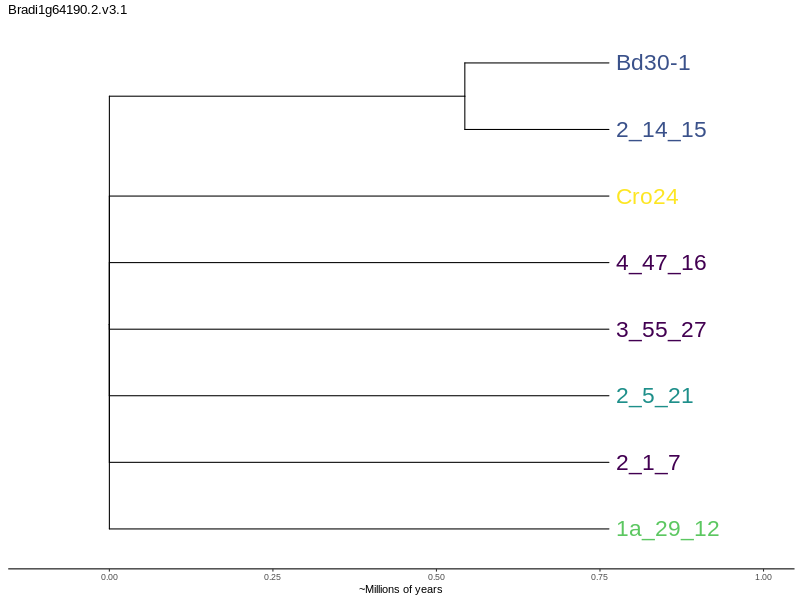 Bradi1g64190.2.v3.1
Bd30-1
2_14_15
Cro24
4_47_16
3_55_27
2_5_21
2_1_7
1a_29_12
0.00 0.25 0.50 0.75 1.00
~Millions of years